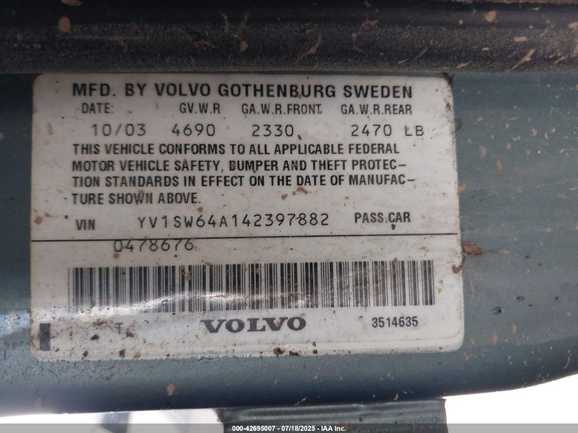 MFD. BY VOLVO GOTHENBURG SWEDEN
DATE: GV.W.R GA.W.R.FRONT. GA.W.R.REAR
10/03 4690 2330 2470 LB
THIS VEHICLE CONFORMS TO ALL APPLICABLE FEDERAL
MOTOR VEHICLE SAFETY, BUMPER AND THEFT PROTEC-
TION STANDARDS IN EFFECT ON THE DATE OF MANUFAC-
TURE SHOWN ABOVE.
VIN YV1SW64A142397882 PASS.CAR
0478676
VOLVO 3514635
000-42695007 / 07/18/2025 - IAA Inc.